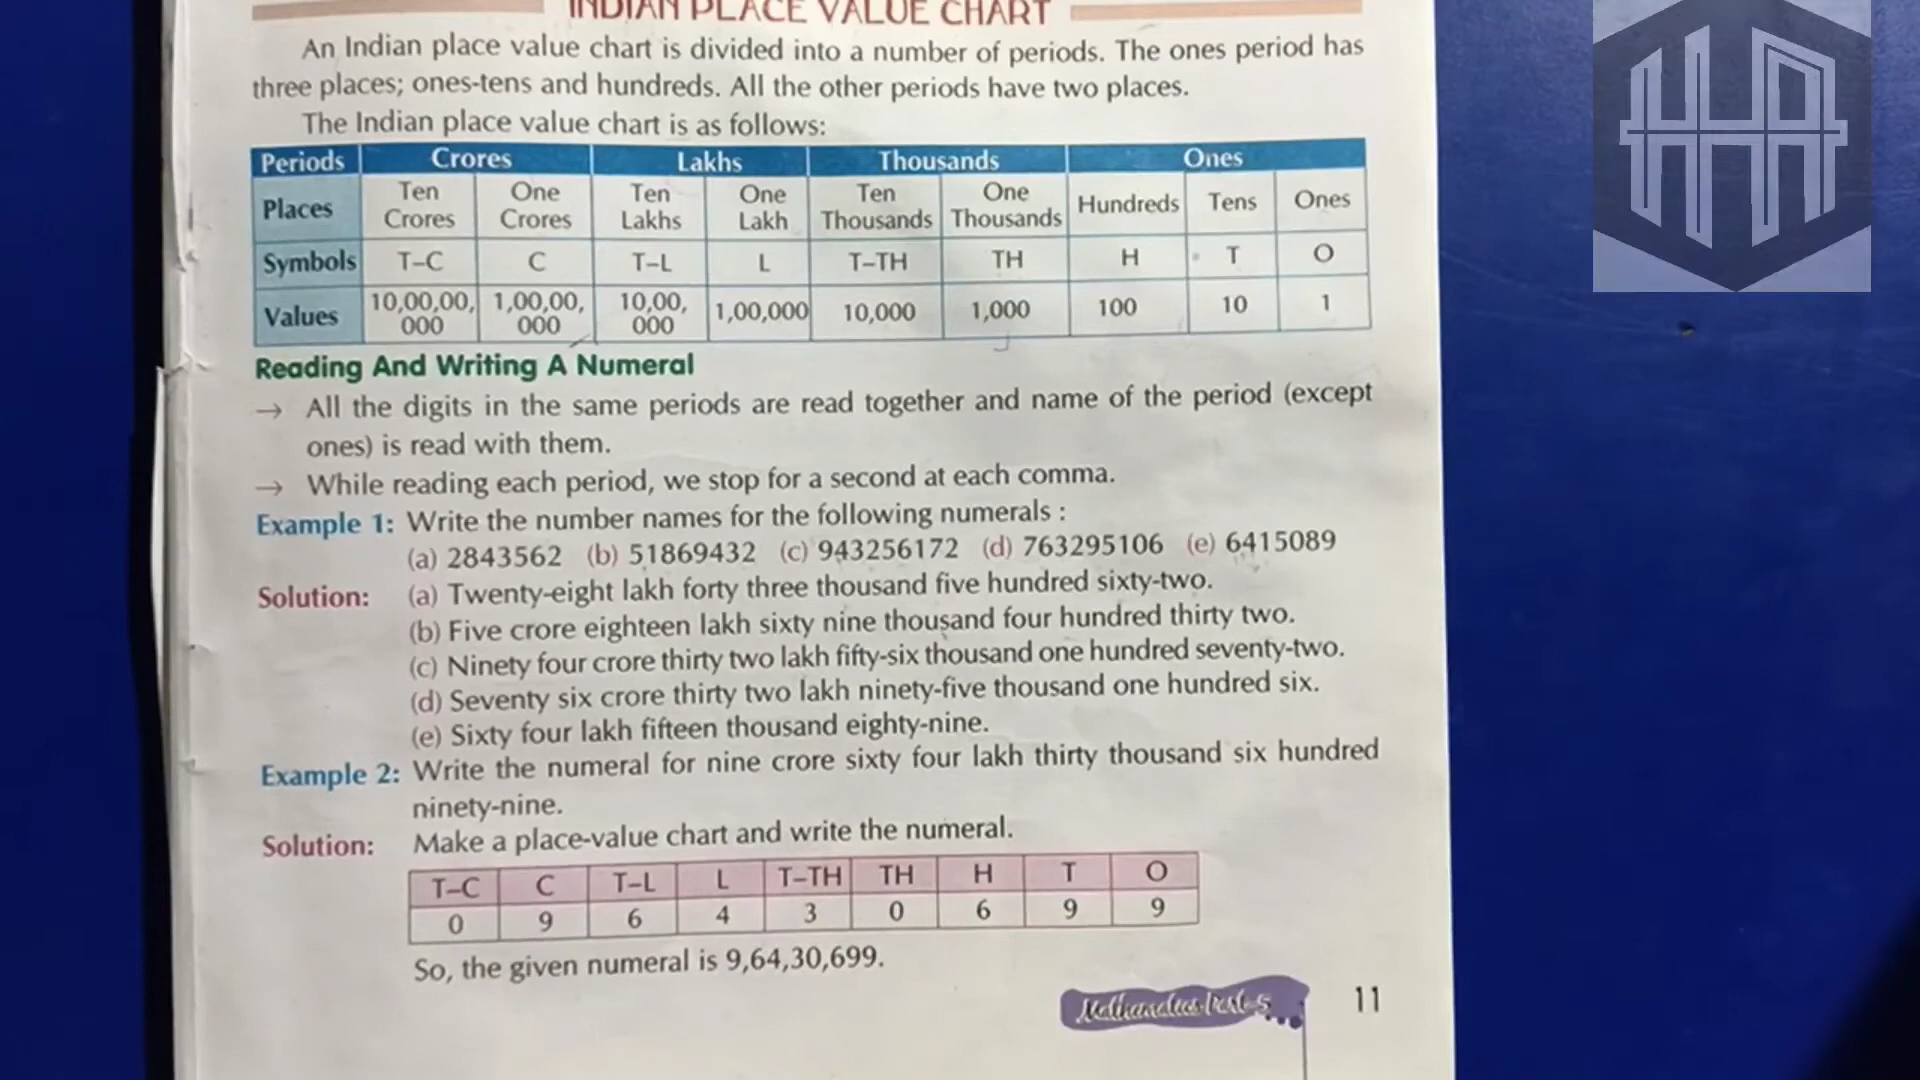 INDIAN PLACE VALUE CHART
An Indian place value chart is divided into a number of periods. The ones period has
three places; ones-tens and hundreds. All the other periods have two places.
The Indian place value chart is as follows:
Periods Crores Lakhs Thousands Ones
Places Ten Crores One Crores Ten Lakhs One Lakh Ten Thousands One Thousands Hundreds Tens Ones
Symbols T–C C T–L L T–TH TH H T O
Values 10,00,00,000 1,00,00,000 10,00,000 1,00,000 10,000 1,000 100 10 1
Reading And Writing A Numeral
→ All the digits in the same periods are read together and name of the period (except
ones) is read with them.
→ While reading each period, we stop for a second at each comma.
Example 1: Write the number names for the following numerals :
(a) 2843562 (b) 51869432 (c) 943256172 (d) 763295106 (e) 6415089
Solution: (a) Twenty-eight lakh forty three thousand five hundred sixty-two.
(b) Five crore eighteen lakh sixty nine thousand four hundred thirty two.
(c) Ninety four crore thirty two lakh fifty-six thousand one hundred seventy-two.
(d) Seventy six crore thirty two lakh ninety-five thousand one hundred six.
(e) Sixty four lakh fifteen thousand eighty-nine.
Example 2: Write the numeral for nine crore sixty four lakh thirty thousand six hundred
ninety-nine.
Solution: Make a place-value chart and write the numeral.
T–C C T–L L T–TH TH H T O
0 9 6 4 3 0 6 9 9
So, the given numeral is 9,64,30,699.
11